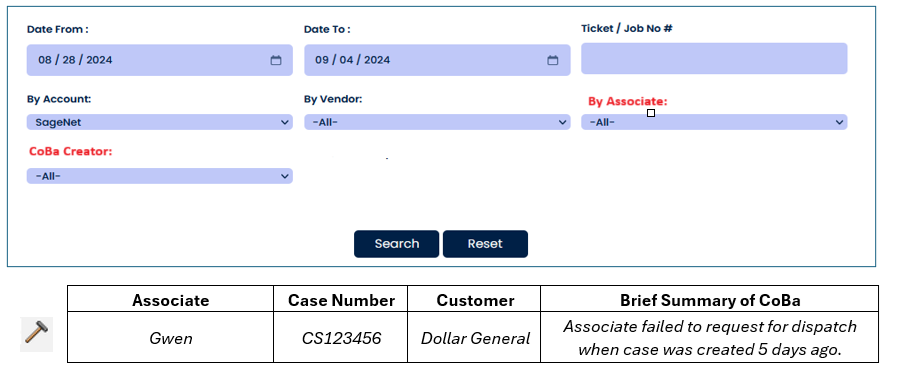 Date From : Date To : Ticket / Job No #
08 / 28 / 2024 09 / 04 / 2024
By Account: By Vendor: By Associate:
SageNet -All- -All-
CoBa Creator:
-All-
Search Reset
Associate Case Number Customer Brief Summary of CoBa
Gwen CS123456 Dollar General Associate failed to request for dispatch
when case was created 5 days ago.